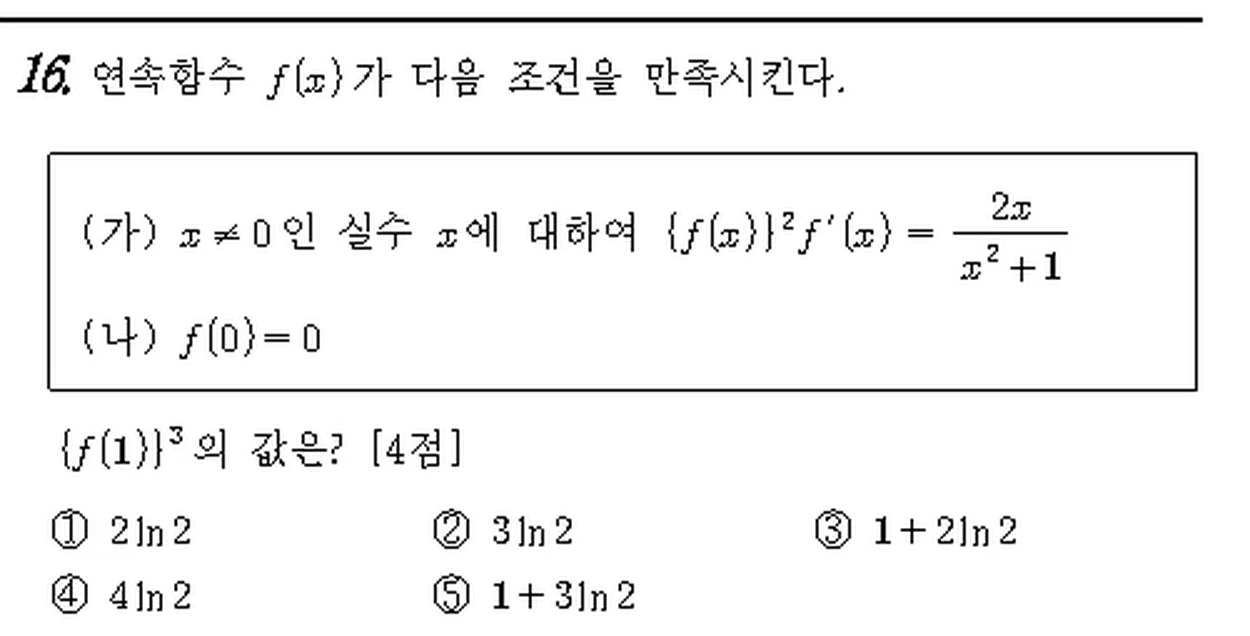 16. 연속함수 f(x)가 다음 조건을 만족시킨다.
(가) x≠0인 실수 x에 대하여 {f(x)}²f′(x) = 2x/(x²+1)
(나) f(0)=0
{f(1)}³의 값은? [4점]
① 2ln2 ② 3ln2 ③ 1+2ln2
④ 4ln2 ⑤ 1+3ln2